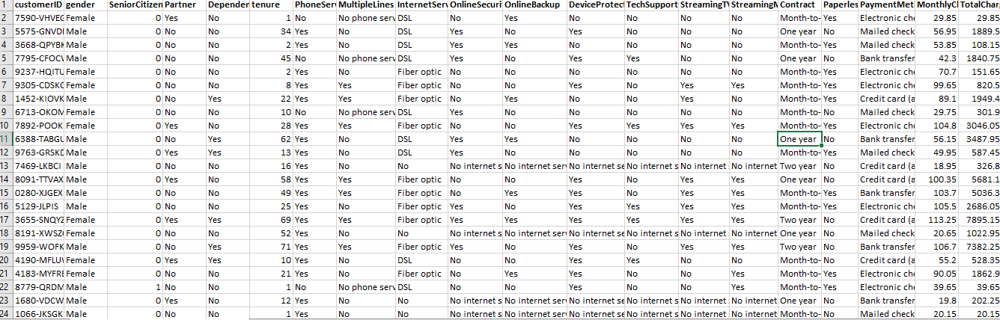 1 customerID gender SeniorCitizen Partner Dependen tenure PhoneServ MultipleLines InternetServ OnlineSecurit OnlineBackup DeviceProtect TechSupport StreamingTV StreamingM Contract Paperles PaymentMet MonthlyCh TotalCharg
2 7590-VHVEG Female 0 Yes No 1 No No phone serv DSL No Yes No No No No Month-to- Yes Electronic che 29.85 29.85
3 5575-GNVDE Male 0 No No 34 Yes No DSL Yes No Yes No No No One year No Mailed check 56.95 1889.5
4 3668-QPYBK Male 0 No No 2 Yes No DSL Yes Yes No No No No Month-to- Yes Mailed check 53.85 108.15
5 7795-CFOCW Male 0 No No 45 No No phone serv DSL Yes No Yes Yes No No One year No Bank transfer 42.3 1840.75
6 9237-HQITU Female 0 No No 2 Yes No Fiber optic No No No No No No Month-to- Yes Electronic che 70.7 151.65
7 9305-CDSKC Female 0 No No 8 Yes Yes Fiber optic No No Yes No Yes Yes Month-to- Yes Electronic che 99.65 820.5
8 1452-KIOVK Male 0 No Yes 22 Yes Yes Fiber optic No Yes No No Yes No Month-to- Yes Credit card (a 89.1 1949.4
9 6713-OKOM Female 0 No No 10 No No phone serv DSL Yes No No No No No Month-to- No Mailed check 29.75 301.9
10 7892-POOK Female 0 Yes No 28 Yes Yes Fiber optic No No Yes Yes Yes Yes Month-to- Yes Electronic che 104.8 3046.05
11 6388-TABGU Male 0 No Yes 62 Yes No DSL Yes Yes No No No No One year No Bank transfer 56.15 3487.95
12 9763-GRSKD Male 0 Yes Yes 13 Yes No DSL Yes No No No No No Month-to- Yes Mailed check 49.95 587.45
13 7469-LKBCI Male 0 No No 16 Yes No No No internet s No internet serv No internet se No internet s No internet No internet Two year No Credit card (a 18.95 326.8
14 8091-TTVAX Male 0 Yes No 58 Yes Yes Fiber optic No No Yes No Yes Yes One year No Credit card (a 100.35 5681.1
15 0280-XJGEX Male 0 No No 49 Yes Yes Fiber optic No Yes Yes No Yes Yes Month-to- Yes Bank transfer 103.7 5036.3
16 5129-JLPIS Male 0 No No 25 Yes No Fiber optic Yes No Yes Yes Yes Yes Month-to- Yes Electronic che 105.5 2686.05
17 3655-SNQYZ Female 0 Yes Yes 69 Yes Yes Fiber optic Yes Yes Yes Yes Yes Yes Two year No Credit card (a 113.25 7895.15
18 8191-XWSZG Female 0 No No 52 Yes No No No internet s No internet serv No internet se No internet s No internet No internet One year No Mailed check 20.65 1022.95
19 9959-WOFK Male 0 No Yes 71 Yes Yes Fiber optic Yes No Yes No Yes Yes Two year No Bank transfer 106.7 7382.25
20 4190-MFLUW Female 0 Yes Yes 10 Yes No DSL No No Yes Yes No No Month-to- No Credit card (a 55.2 528.35
21 4183-MYFRB Female 0 No No 21 Yes No Fiber optic No Yes Yes No No Yes Month-to- Yes Electronic che 90.05 1862.9
22 8779-QRDM Male 1 No No 1 No No phone serv DSL No No Yes No No Yes Month-to- Yes Electronic che 39.65 39.65
23 1680-VDCW Male 0 Yes No 12 Yes No No No internet s No internet serv No internet se No internet s No internet No internet One year No Bank transfer 19.8 202.25
24 1066-JKSGK Male 0 No No 1 Yes No No No internet s No internet serv No internet se No internet s No internet No internet Month-to- No Mailed check 20.15 20.15